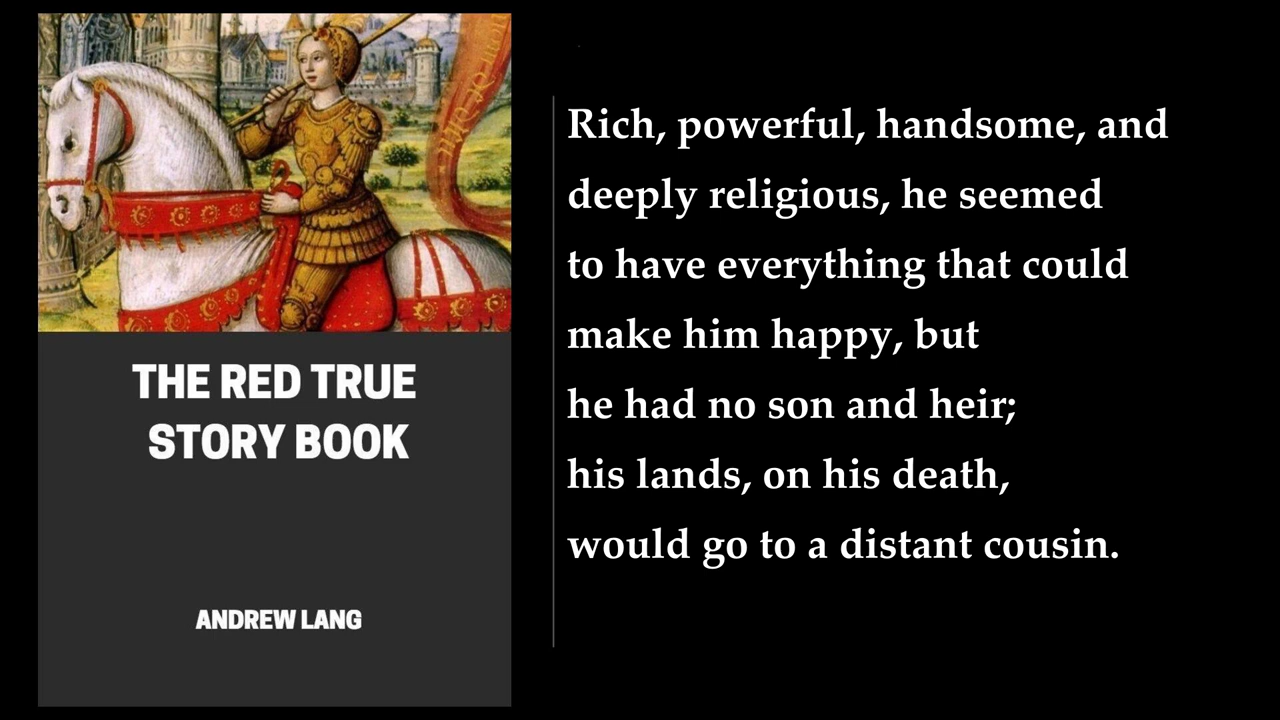 THE RED TRUE
STORY BOOK
ANDREW LANG
Rich, powerful, handsome, and
deeply religious, he seemed
to have everything that could
make him happy, but
he had no son and heir;
his lands, on his death,
would go to a distant cousin.